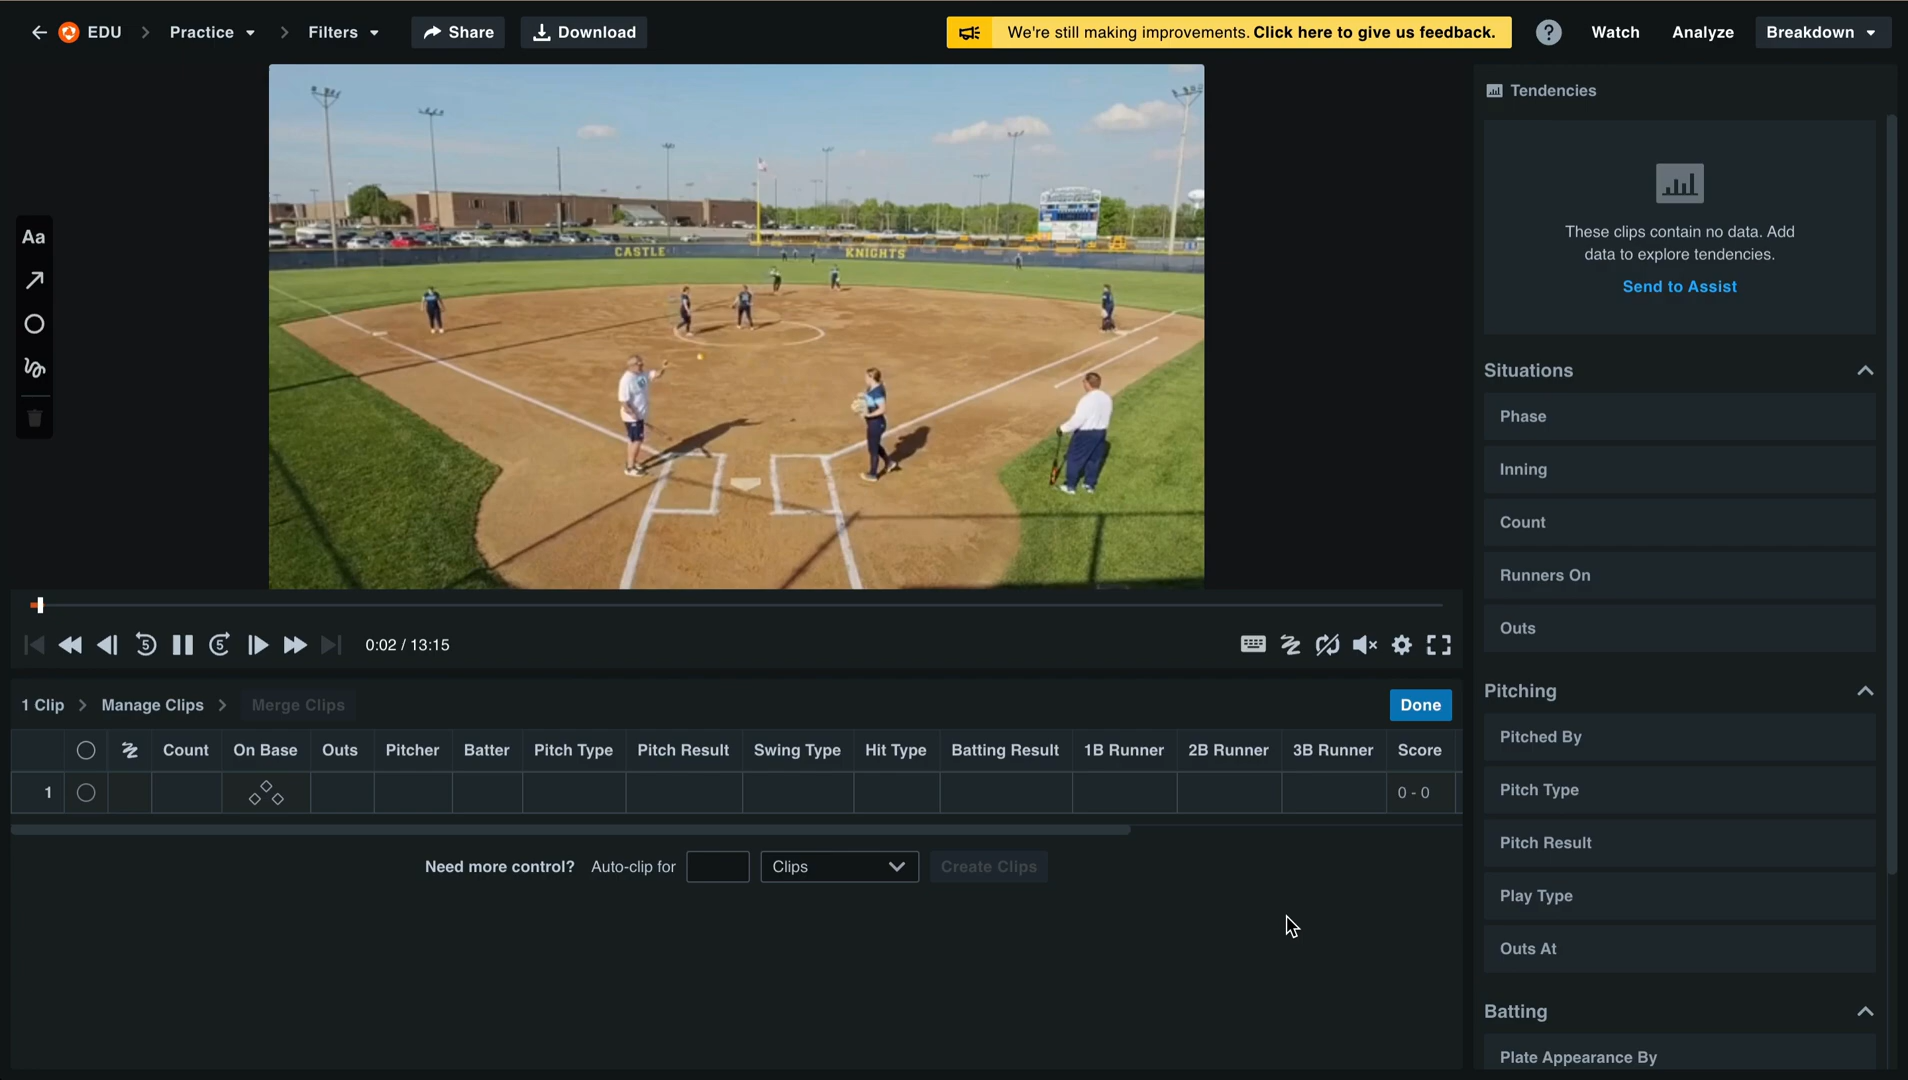 EDU
Practice
Filters
Share
Download
We're still making improvements. Click here to give us feedback.
?
Watch
Analyze
Breakdown
Tendencies
These clips contain no data. Add
data to explore tendencies.
Send to Assist
CASTLE
KNIGHTS
Aa
Situations
Phase
Inning
Count
Runners On
Outs
5
5
0:02 / 13:15
Pitching
Pitched By
Pitch Type
Pitch Result
Play Type
Outs At
1 Clip
Manage Clips
Merge Clips
Done
Count On Base Outs Pitcher Batter Pitch Type Pitch Result Swing Type Hit Type Batting Result 1B Runner 2B Runner 3B Runner Score
1 0 - 0
Need more control? Auto-clip for Clips Create Clips
Batting
Plate Appearance By